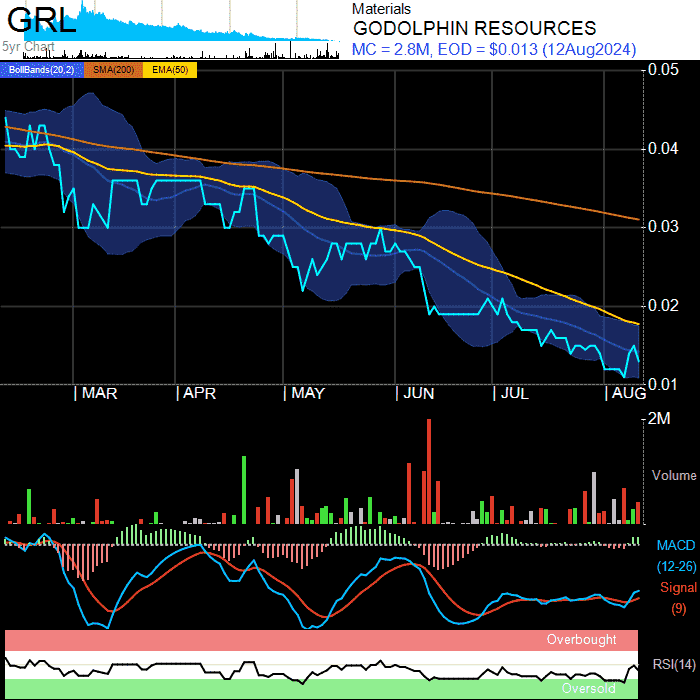 GRL
5yr Chart
Materials
GODOLPHIN RESOURCES
MC = 2.8M, EOD = $0.013 (12Aug2024)
BollBands(20,2) SMA(200) EMA(50)
0.05
0.04
0.03
0.02
0.01
MAR APR MAY JUN JUL AUG
2M
Volume
MACD
(12-26)
Signal
(9)
Overbought
RSI(14)
Oversold